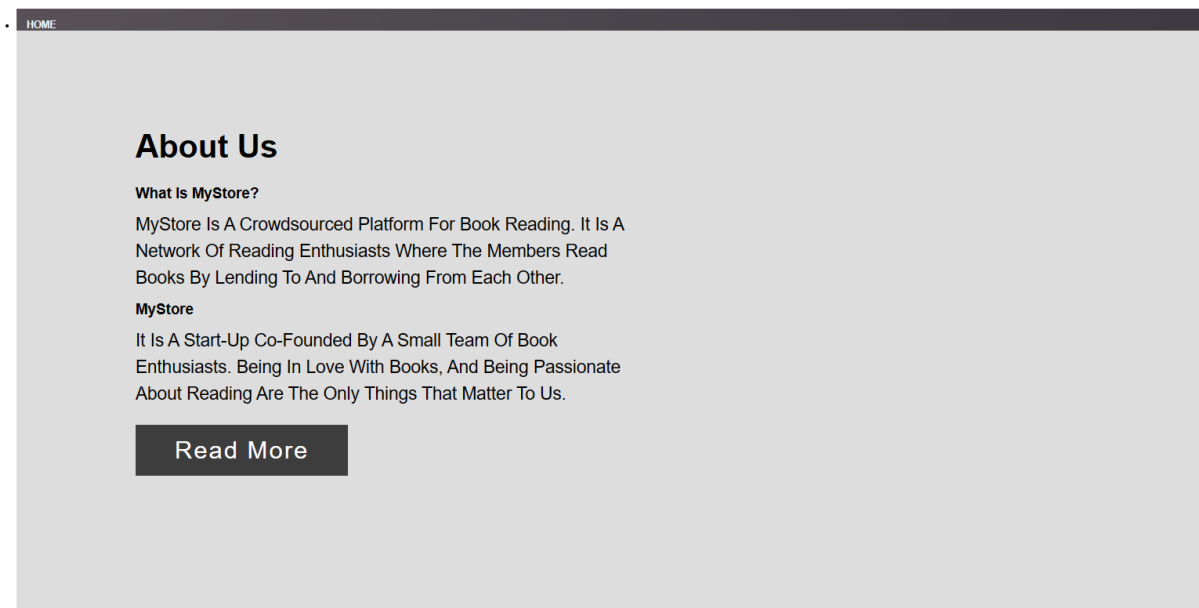 HOME
About Us
What Is MyStore?
MyStore Is A Crowdsourced Platform For Book Reading. It Is A
Network Of Reading Enthusiasts Where The Members Read
Books By Lending To And Borrowing From Each Other.
MyStore
It Is A Start-Up Co-Founded By A Small Team Of Book
Enthusiasts. Being In Love With Books, And Being Passionate
About Reading Are The Only Things That Matter To Us.
Read More